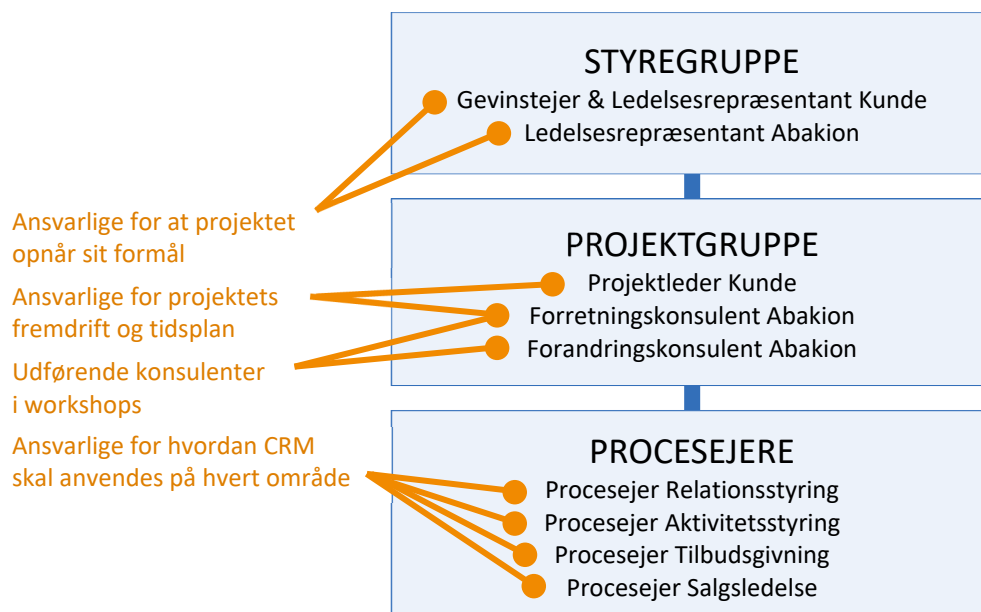 STYREGRUPPE
Gevinstejer & Ledelsesrepræsentant Kunde
Ledelsesrepræsentant Abakion
Ansvarlige for at projektet
opnår sit formål
PROJEKTGRUPPE
Projektleder Kunde
Forretningskonsulent Abakion
Forandringskonsulent Abakion
Ansvarlige for projektets
fremdrift og tidsplan
Udførende konsulenter
i workshops
Ansvarlige for hvordan CRM
skal anvendes på hvert område
PROCESEJERE
Procesejer Relationsstyring
Procesejer Aktivitetsstyring
Procesejer Tilbudsgivning
Procesejer Salgsledelse